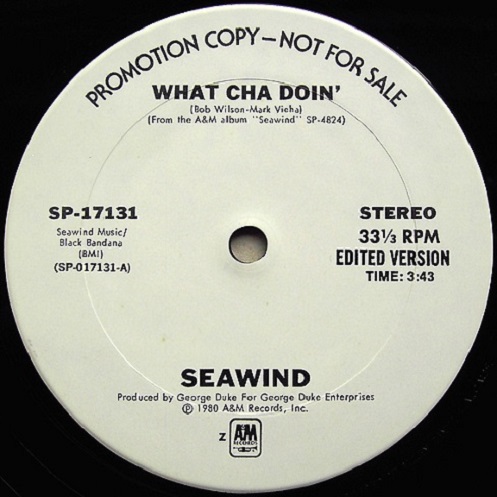 PROMOTION COPY—NOT FOR SALE
WHAT CHA DOIN'
(Bob Wilson-Mark Vieha)
(From the A&M album "Seawind" SP-4824)
SP-17131
Seawind Music/
Black Bandana
(BMI)
(SP-017131-A)
STEREO
33⅓ RPM
EDITED VERSION
TIME: 3:43
SEAWIND
Produced by George Duke For George Duke Enterprises
Ⓟ 1980 A&M Records, Inc.
Z
A&M
RECORDS